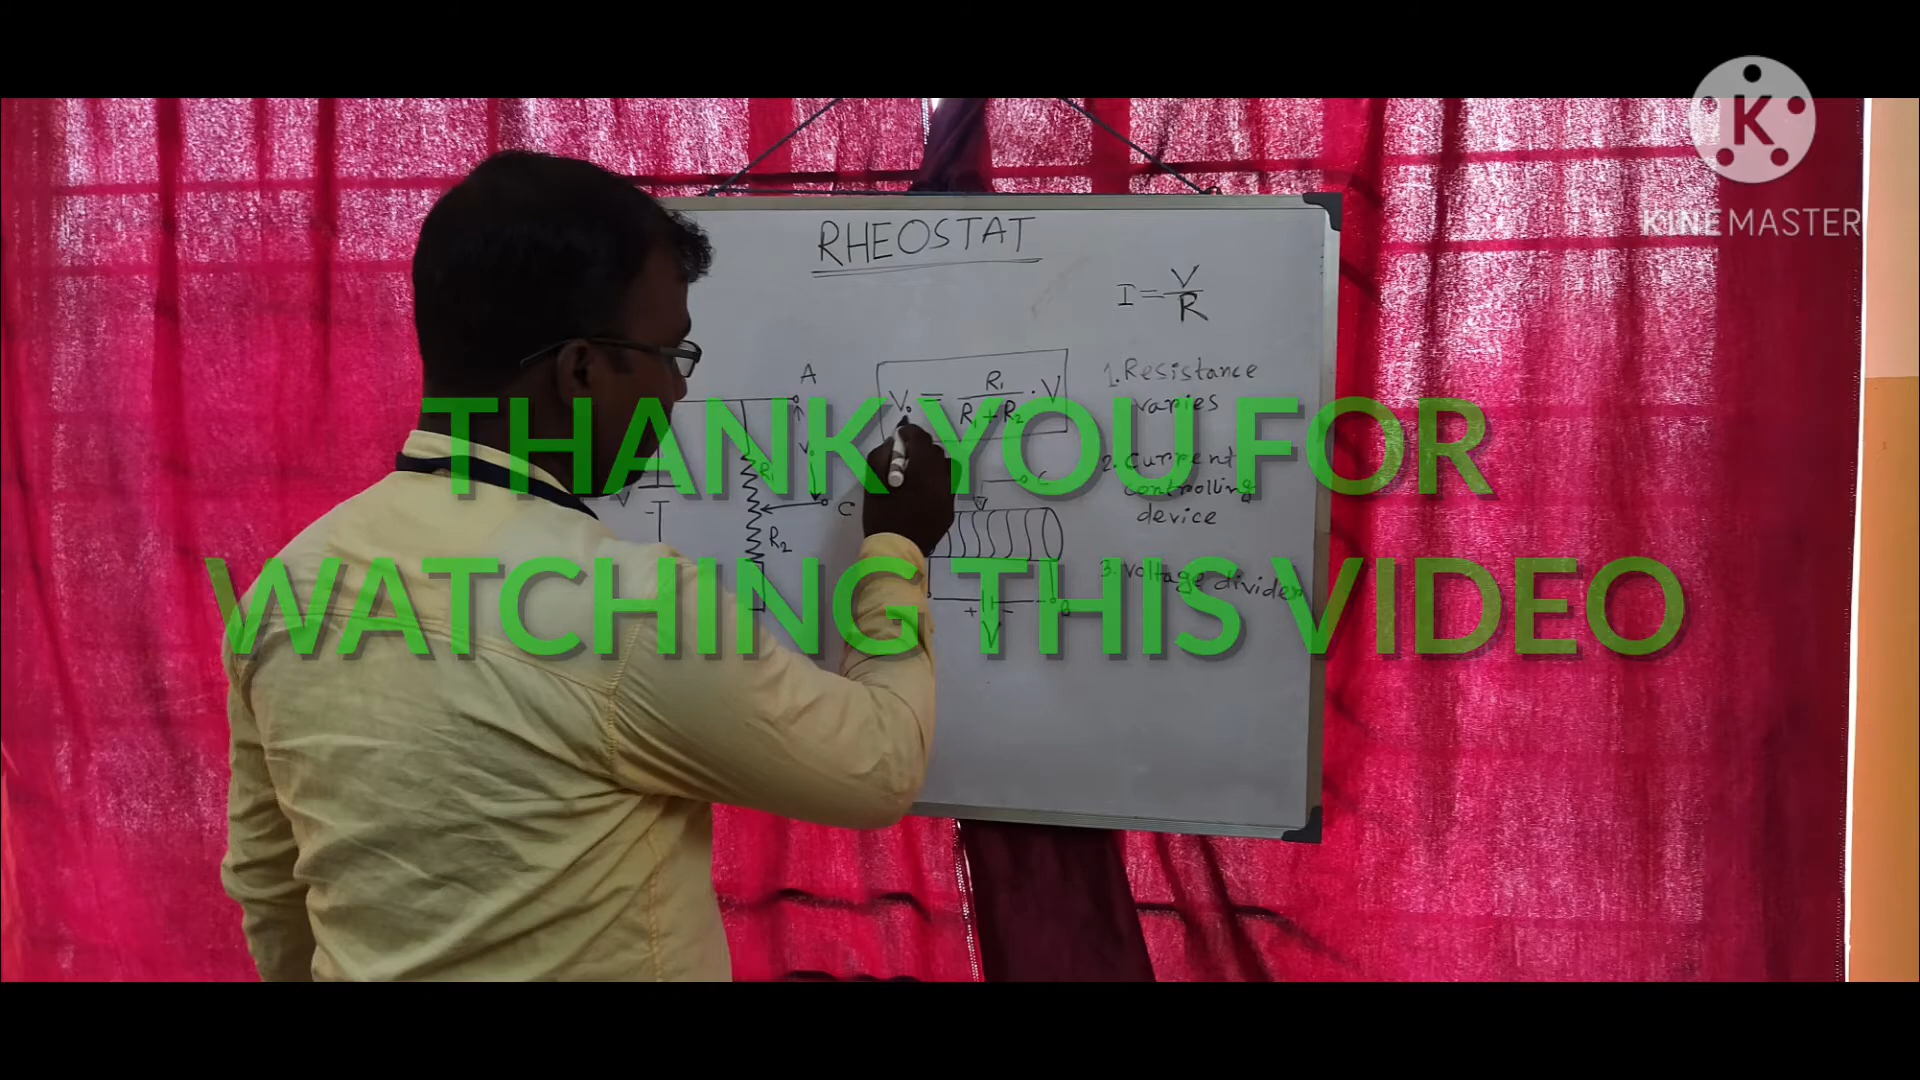 K
KINEMASTER
RHEOSTAT
I = V/R
A
V₀ = R₁/(R₁+R₂) · V
1. Resistance
varies
THANK YOU FOR
V₀
V
-
C
R₂
2. Current
controlling
device
C
WATCHING THIS VIDEO
3. Voltage divider
+ -
B
V